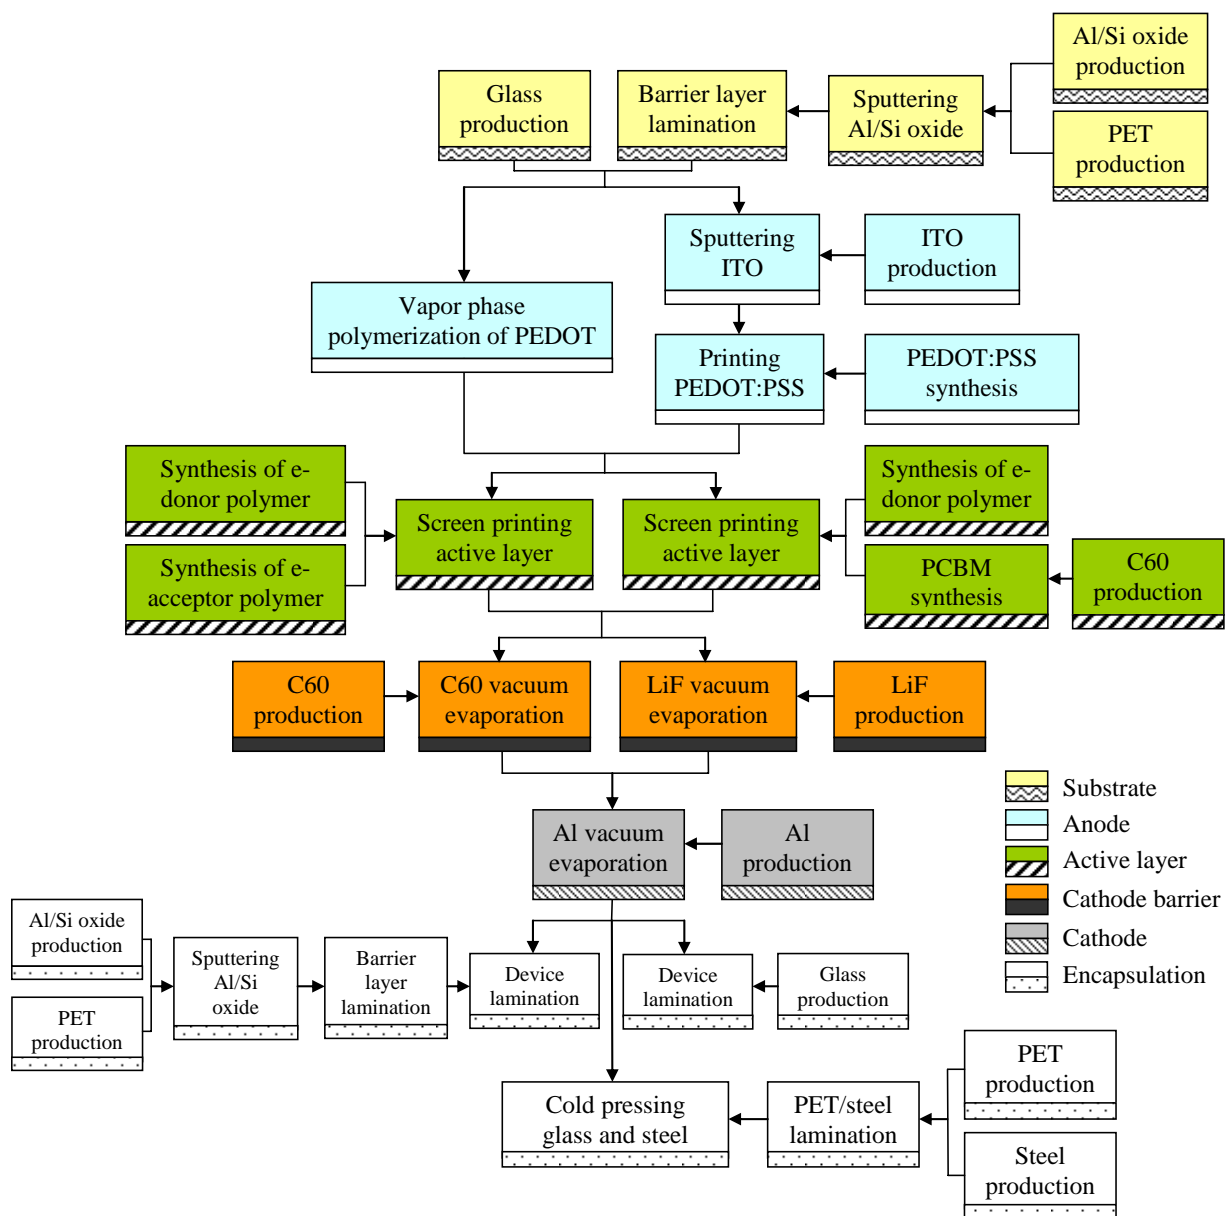 Al/Si oxide
production
Glass
production
Barrier layer
lamination
Sputtering
Al/Si oxide
PET
production
Sputtering
ITO
ITO
production
Vapor phase
polymerization of PEDOT
Printing
PEDOT:PSS
PEDOT:PSS
synthesis
Synthesis of e-
donor polymer
Synthesis of e-
acceptor polymer
Screen printing
active layer
Screen printing
active layer
Synthesis of e-
donor polymer
PCBM
synthesis
C60
production
C60
production
C60 vacuum
evaporation
LiF vacuum
evaporation
LiF
production
Al vacuum
evaporation
Al
production
Substrate
Anode
Active layer
Cathode barrier
Cathode
Encapsulation
Al/Si oxide
production
PET
production
Sputtering
Al/Si
oxide
Barrier
layer
lamination
Device
lamination
Device
lamination
Glass
production
Cold pressing
glass and steel
PET/steel
lamination
PET
production
Steel
production